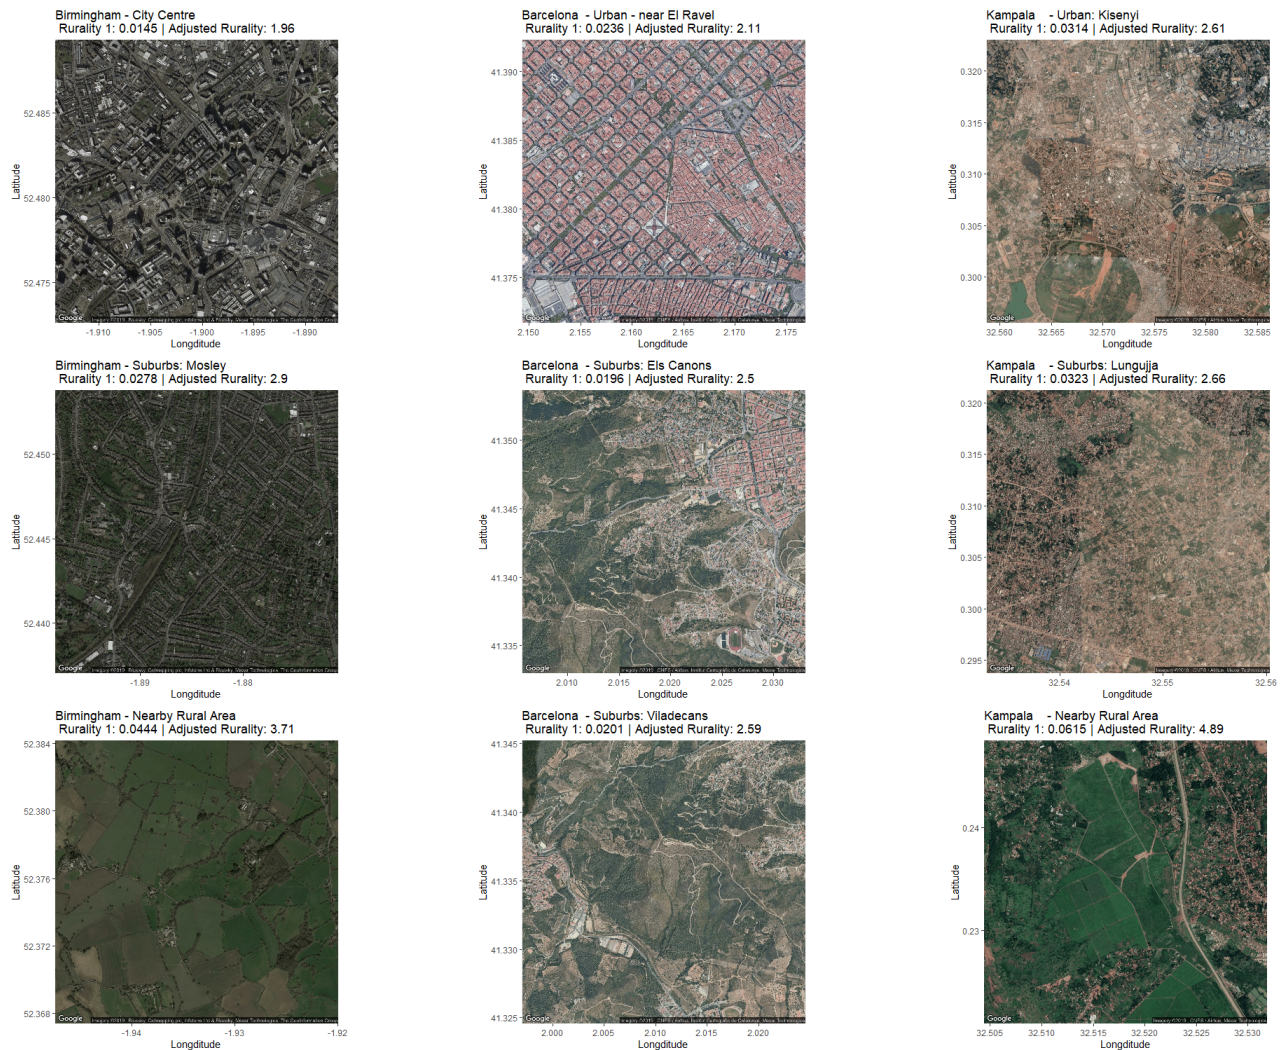 Birmingham - City Centre
Rurality 1: 0.0145 | Adjusted Rurality: 1.96
52.485
52.480
52.475
Latitude
Google
-1.910
-1.905
-1.900
-1.895
-1.890
Longditude
Barcelona - Urban - near El Ravel
Rurality 1: 0.0236 | Adjusted Rurality: 2.11
41.390
41.385
41.380
41.375
Latitude
Google
2.150
2.155
2.160
2.165
2.170
2.175
Longditude
Kampala - Urban: Kisenyi
Rurality 1: 0.0314 | Adjusted Rurality: 2.61
0.320
0.315
0.310
0.305
0.300
Latitude
Google
32.560
32.565
32.570
32.575
32.580
32.585
Longditude
Birmingham - Suburbs: Mosley
Rurality 1: 0.0278 | Adjusted Rurality: 2.9
52.450
52.445
52.440
Latitude
Google
-1.89
-1.88
Longditude
Barcelona - Suburbs: Els Canons
Rurality 1: 0.0196 | Adjusted Rurality: 2.5
41.350
41.345
41.340
41.335
Latitude
Google
2.010
2.015
2.020
2.025
2.030
Longditude
Kampala - Suburbs: Lungujja
Rurality 1: 0.0323 | Adjusted Rurality: 2.66
0.320
0.315
0.310
0.305
0.300
0.295
Latitude
Google
32.54
32.55
32.56
Longditude
Birmingham - Nearby Rural Area
Rurality 1: 0.0444 | Adjusted Rurality: 3.71
52.384
52.380
52.376
52.372
52.368
Latitude
Google
-1.94
-1.93
-1.92
Longditude
Barcelona - Suburbs: Viladecans
Rurality 1: 0.0201 | Adjusted Rurality: 2.59
41.345
41.340
41.335
41.330
41.325
Latitude
Google
2.000
2.005
2.010
2.015
2.020
Longditude
Kampala - Nearby Rural Area
Rurality 1: 0.0615 | Adjusted Rurality: 4.89
0.24
0.23
Latitude
Google
32.505
32.510
32.515
32.520
32.525
32.530
Longditude